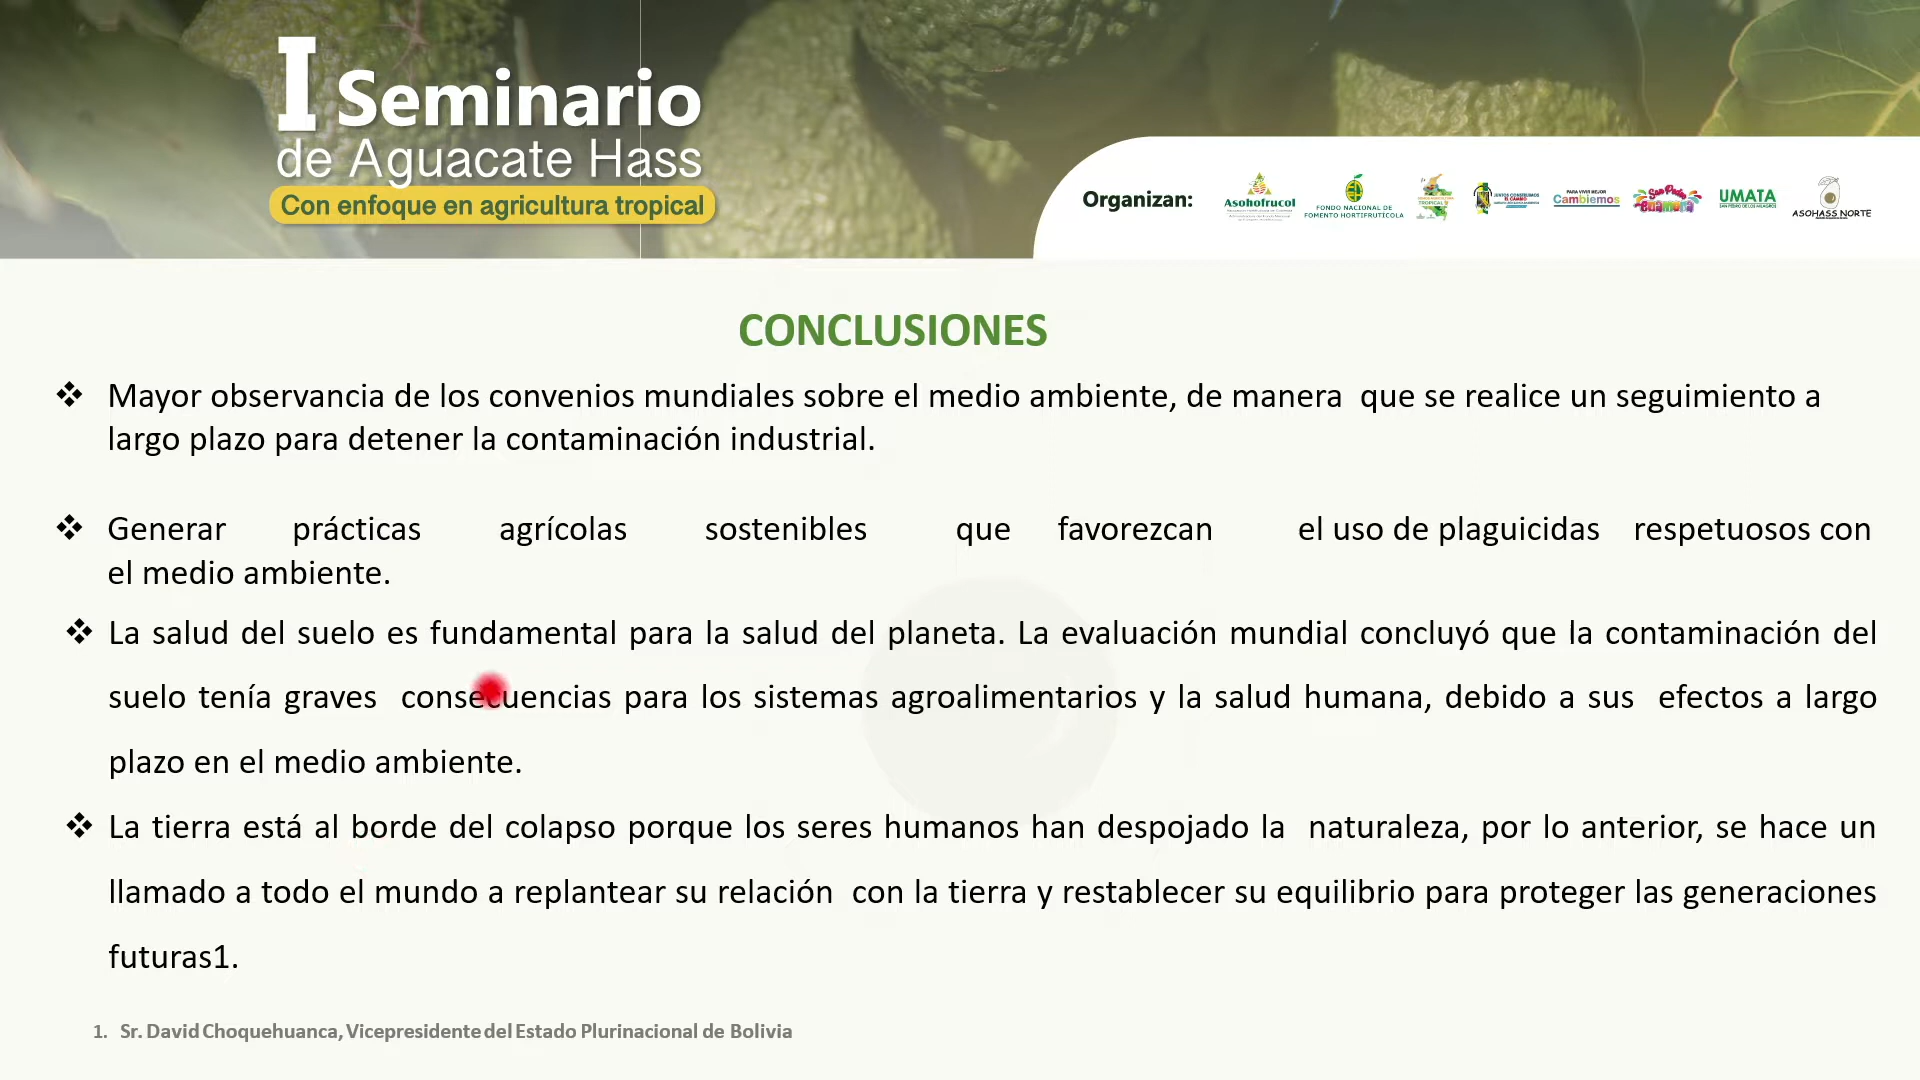 I Seminario
de Aguacate Hass
Con enfoque en agricultura tropical
Organizan:
Asohofrucol
FONDO NACIONAL DE
FOMENTO HORTIFRUTÍCOLA
PARA VIVIR MEJOR
Cambiemos
UMATA
ASOHASS NORTE
CONCLUSIONES
❖ Mayor observancia de los convenios mundiales sobre el medio ambiente, de manera que se realice un seguimiento a
largo plazo para detener la contaminación industrial.
❖ Generar prácticas agrícolas sostenibles que favorezcan el uso de plaguicidas respetuosos con
el medio ambiente.
❖ La salud del suelo es fundamental para la salud del planeta. La evaluación mundial concluyó que la contaminación del
suelo tenía graves consecuencias para los sistemas agroalimentarios y la salud humana, debido a sus efectos a largo
plazo en el medio ambiente.
❖ La tierra está al borde del colapso porque los seres humanos han despojado la naturaleza, por lo anterior, se hace un
llamado a todo el mundo a replantear su relación con la tierra y restablecer su equilibrio para proteger las generaciones
futuras1.
1. Sr. David Choquehuanca, Vicepresidente del Estado Plurinacional de Bolivia